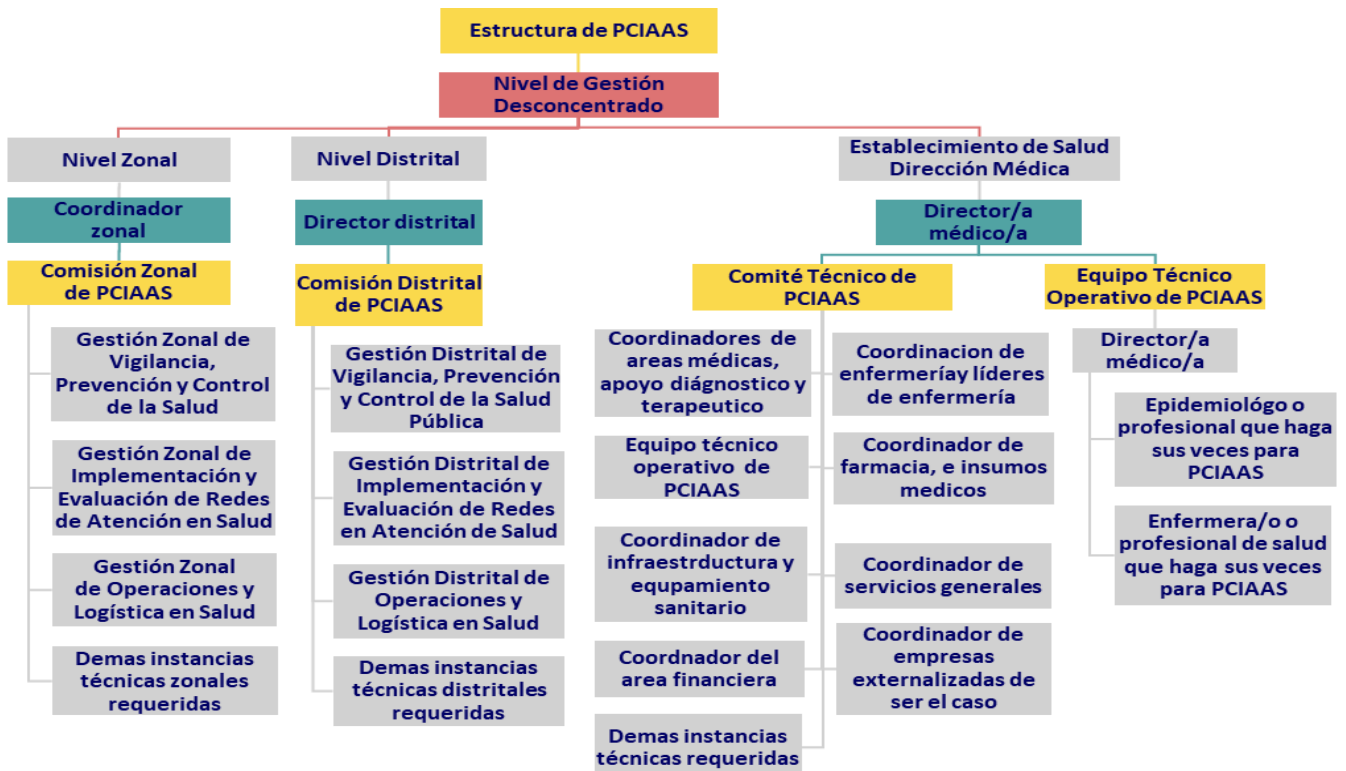 Estructura de PCIAAS
Nivel de Gestión
Desconcentrado
Nivel Zonal
Coordinador
zonal
Comisión Zonal
de PCIAAS
Gestión Zonal de
Vigilancia,
Prevención y Control
de la Salud
Gestión Zonal de
Implementación y
Evaluación de Redes
de Atención en Salud
Gestión Zonal
de Operaciones y
Logística en Salud
Demas instancias
técnicas zonales
requeridas
Nivel Distrital
Director distrital
Comisión Distrital
de PCIAAS
Gestión Distrital de
Vigilancia, Prevención
y Control de la Salud
Pública
Gestión Distrital de
Implementación y
Evaluación de Redes
en Atención de Salud
Gestión Distrital de
Operaciones y
Logística en Salud
Demas instancias
técnicas distritales
requeridas
Establecimiento de Salud
Dirección Médica
Director/a
médico/a
Comité Técnico de
PCIAAS
Coordinadores de
areas médicas,
apoyo diágnostico y
terapeutico
Coordinacion de
enfermeríay líderes
de enfermería
Equipo técnico
operativo de
PCIAAS
Coordinador de
farmacia, e insumos
medicos
Coordinador de
infraestrductura y
equpamiento
sanitario
Coordinador de
servicios generales
Coordnador del
area financiera
Coordinador de
empresas
externalizadas de
ser el caso
Demas instancias
técnicas requeridas
Equipo Técnico
Operativo de PCIAAS
Director/a
médico/a
Epidemiológo o
profesional que haga
sus veces para
PCIAAS
Enfermera/o o
profesional de salud
que haga sus veces
para PCIAAS